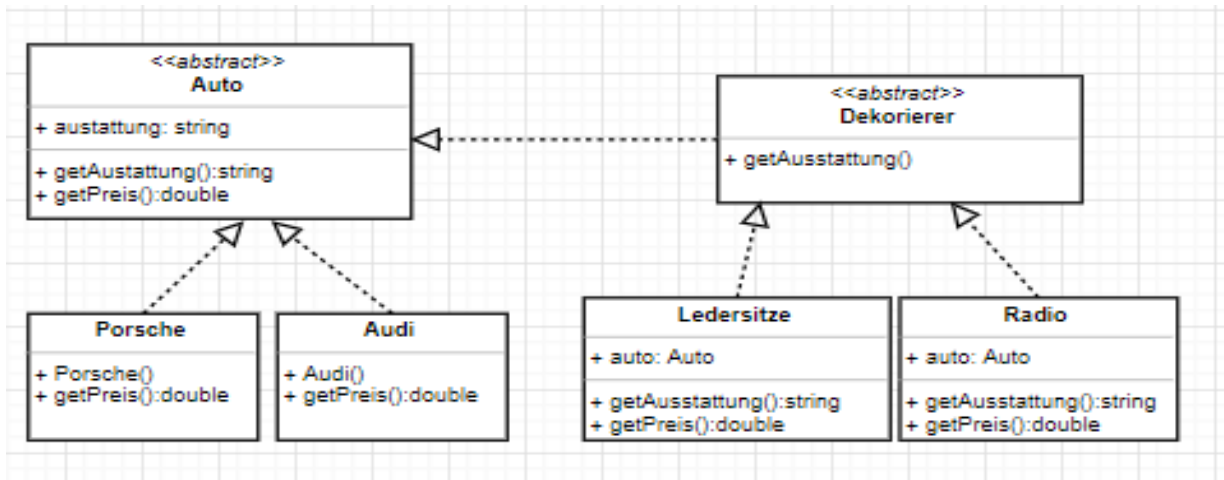 <<abstract>>
Auto
+ austattung: string
+ getAustattung():string
+ getPreis():double
<<abstract>>
Dekorierer
+ getAusstattung()
Porsche
+ Porsche()
+ getPreis():double
Audi
+ Audi()
+ getPreis():double
Ledersitze
+ auto: Auto
+ getAusstattung():string
+ getPreis():double
Radio
+ auto: Auto
+ getAusstattung():string
+ getPreis():double